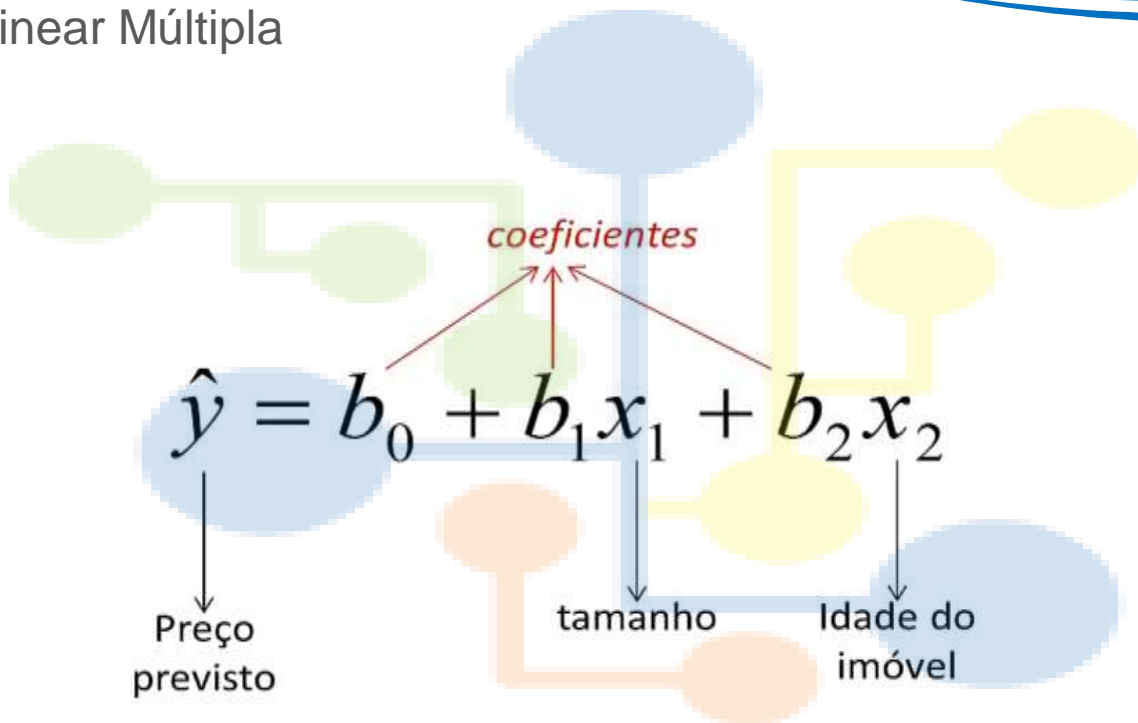 inear Múltipla
coeficientes
ŷ = b₀ + b₁x₁ + b₂x₂
Preço
previsto
tamanho
Idade do
imóvel